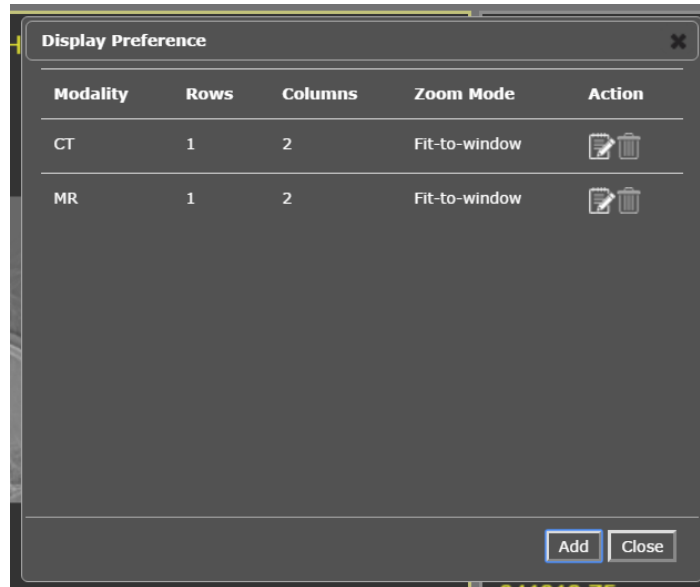 Display Preference
Modality Rows Columns Zoom Mode Action
CT 1 2 Fit-to-window
MR 1 2 Fit-to-window
Add Close